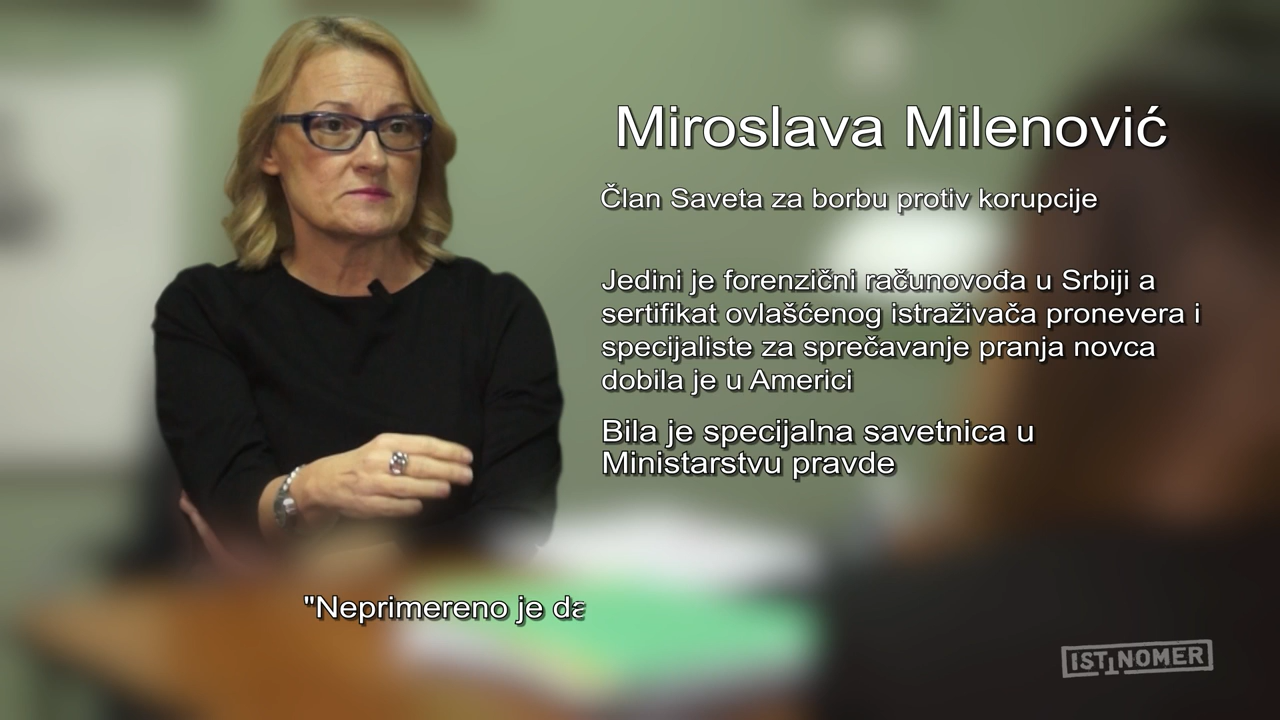 Miroslava Milenović
Član Saveta za borbu protiv korupcije
Jedini je forenzični računovođa u Srbiji a
sertifikat ovlašćenog istraživača pronevera i
specijaliste za sprečavanje pranja novca
dobila je u Americi
Bila je specijalna savetnica u
Ministarstvu pravde
"Neprimereno je da
ISTINOMER